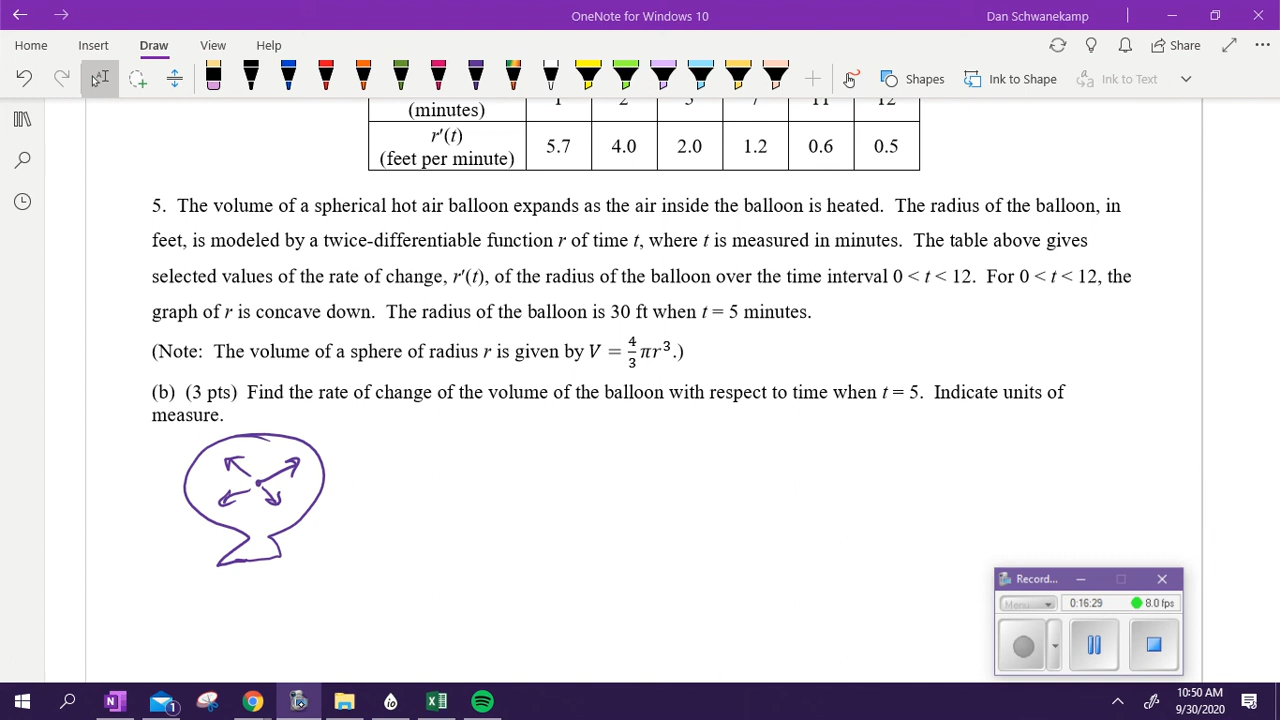 OneNote for Windows 10
Dan Schwanekamp
Home Insert Draw View Help
Share
Shapes Ink to Shape Ink to Text
(minutes) 1 2 7 11 12
r′(t)
(feet per minute) 5.7 4.0 2.0 1.2 0.6 0.5
5. The volume of a spherical hot air balloon expands as the air inside the balloon is heated. The radius of the balloon, in
feet, is modeled by a twice-differentiable function r of time t, where t is measured in minutes. The table above gives
selected values of the rate of change, r′(t), of the radius of the balloon over the time interval 0 < t < 12. For 0 < t < 12, the
graph of r is concave down. The radius of the balloon is 30 ft when t = 5 minutes.
(Note: The volume of a sphere of radius r is given by V = 4/3 πr³.)
(b) (3 pts) Find the rate of change of the volume of the balloon with respect to time when t = 5. Indicate units of
measure.
Record...
Menu 0:16:29 8.0 fps
10:50 AM
9/30/2020